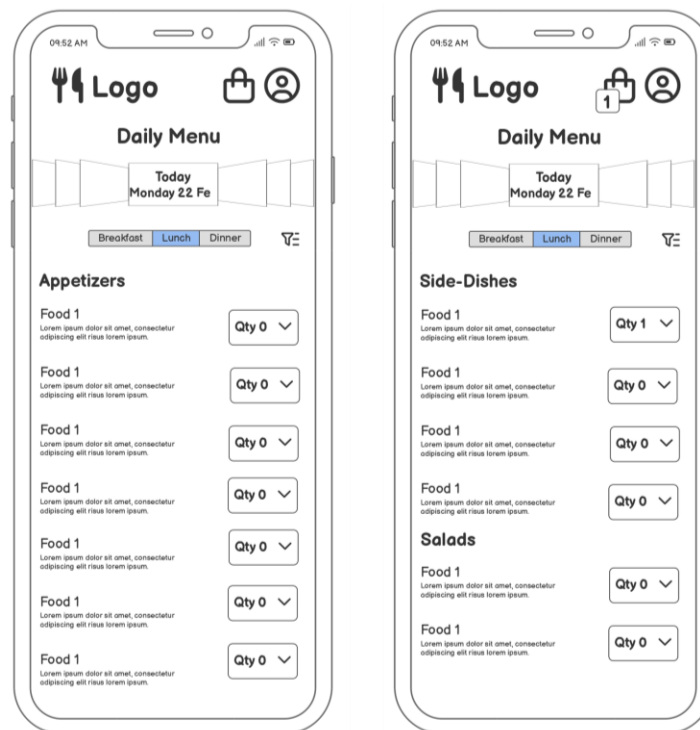 09:52 AM
Logo
Daily Menu
Today
Monday 22 Fe
Breakfast Lunch Dinner
Appetizers
Food 1
Lorem ipsum dolor sit amet, consectetur
adipiscing elit risus lorem ipsum.
Qty 0
Food 1
Lorem ipsum dolor sit amet, consectetur
adipiscing elit risus lorem ipsum.
Qty 0
Food 1
Lorem ipsum dolor sit amet, consectetur
adipiscing elit risus lorem ipsum.
Qty 0
Food 1
Lorem ipsum dolor sit amet, consectetur
adipiscing elit risus lorem ipsum.
Qty 0
Food 1
Lorem ipsum dolor sit amet, consectetur
adipiscing elit risus lorem ipsum.
Qty 0
Food 1
Lorem ipsum dolor sit amet, consectetur
adipiscing elit risus lorem ipsum.
Qty 0
Food 1
Lorem ipsum dolor sit amet, consectetur
adipiscing elit risus lorem ipsum.
Qty 0
09:52 AM
Logo
1
Daily Menu
Today
Monday 22 Fe
Breakfast Lunch Dinner
Side-Dishes
Food 1
Lorem ipsum dolor sit amet, consectetur
adipiscing elit risus lorem ipsum.
Qty 1
Food 1
Lorem ipsum dolor sit amet, consectetur
adipiscing elit risus lorem ipsum.
Qty 0
Food 1
Lorem ipsum dolor sit amet, consectetur
adipiscing elit risus lorem ipsum.
Qty 0
Food 1
Lorem ipsum dolor sit amet, consectetur
adipiscing elit risus lorem ipsum.
Qty 0
Salads
Food 1
Lorem ipsum dolor sit amet, consectetur
adipiscing elit risus lorem ipsum.
Qty 0
Food 1
Lorem ipsum dolor sit amet, consectetur
adipiscing elit risus lorem ipsum.
Qty 0